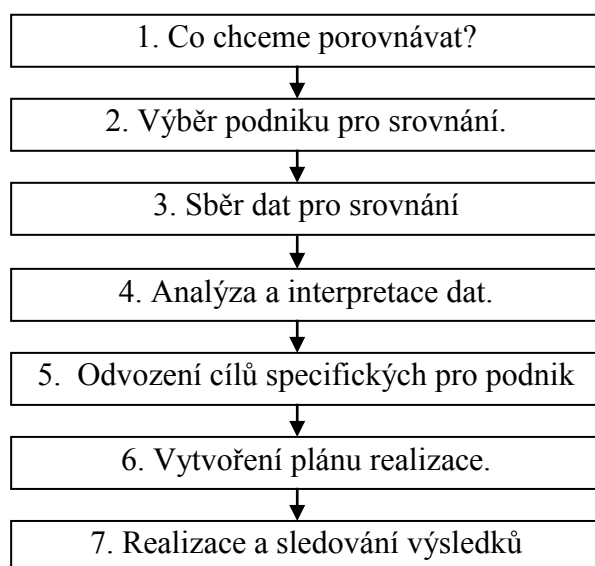 1. Co chceme porovnávat?
2. Výběr podniku pro srovnání.
3. Sběr dat pro srovnání
4. Analýza a interpretace dat.
5. Odvození cílů specifických pro podnik
6. Vytvoření plánu realizace.
7. Realizace a sledování výsledků